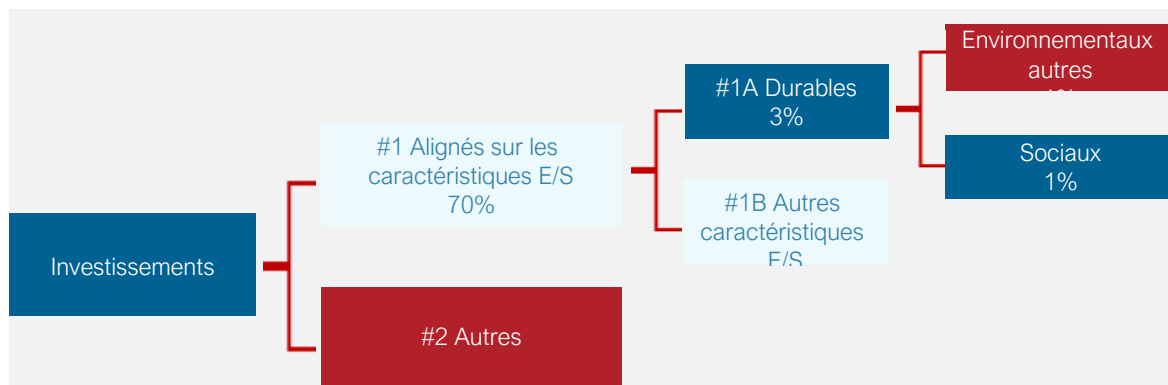 Investissements
#1 Alignés sur les
caractéristiques E/S
70%
#2 Autres
#1A Durables
3%
#1B Autres
caractéristiques
E/S
Environnementaux
autres
Sociaux
1%